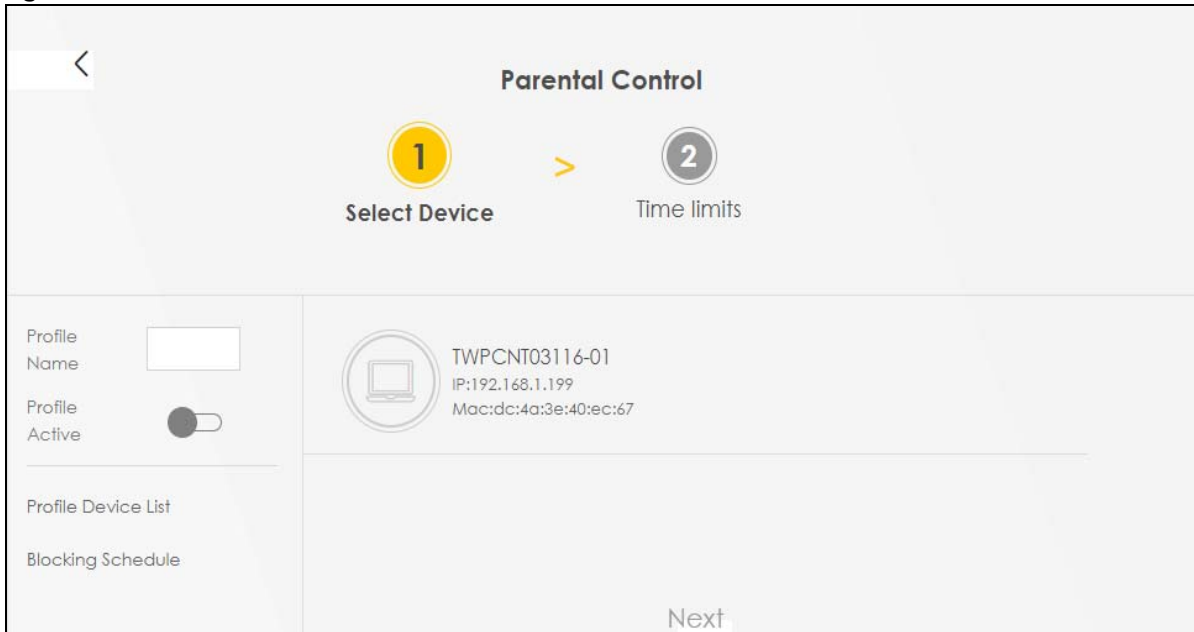 Parental Control
1
>
2
Select Device
Time limits
Profile
Name
Profile
Active
Profile Device List
Blocking Schedule
TWPCNT03116-01
IP:192.168.1.199
Mac:dc:4a:3e:40:ec:67
Next